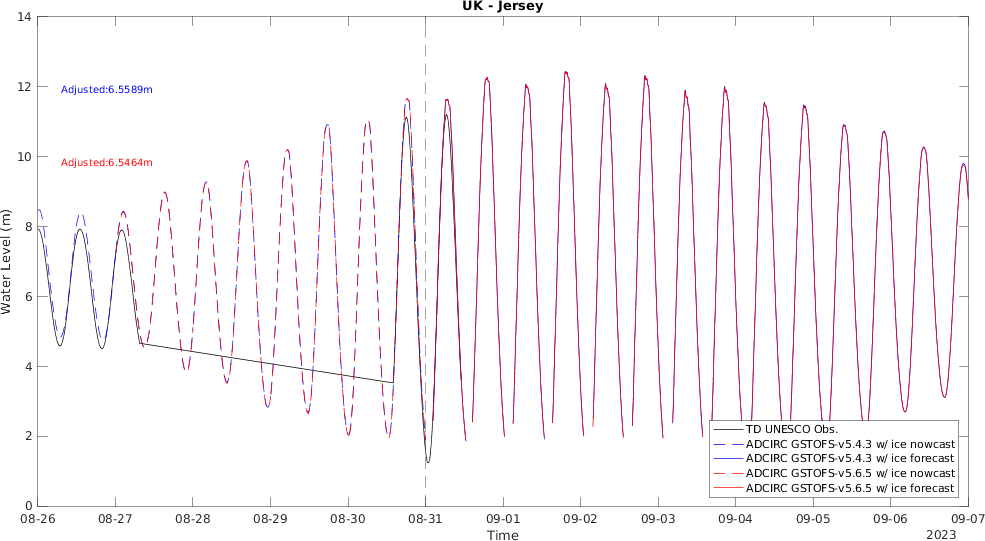 UK - Jersey
14
12
10
8
6
4
2
0
Water Level (m)
Adjusted:6.5589m
Adjusted:6.5464m
TD UNESCO Obs.
ADCIRC GSTOFS-v5.4.3 w/ ice nowcast
ADCIRC GSTOFS-v5.4.3 w/ ice forecast
ADCIRC GSTOFS-v5.6.5 w/ ice nowcast
ADCIRC GSTOFS-v5.6.5 w/ ice forecast
08-26 08-27 08-28 08-29 08-30 08-31 09-01 09-02 09-03 09-04 09-05 09-06 09-07
Time
2023